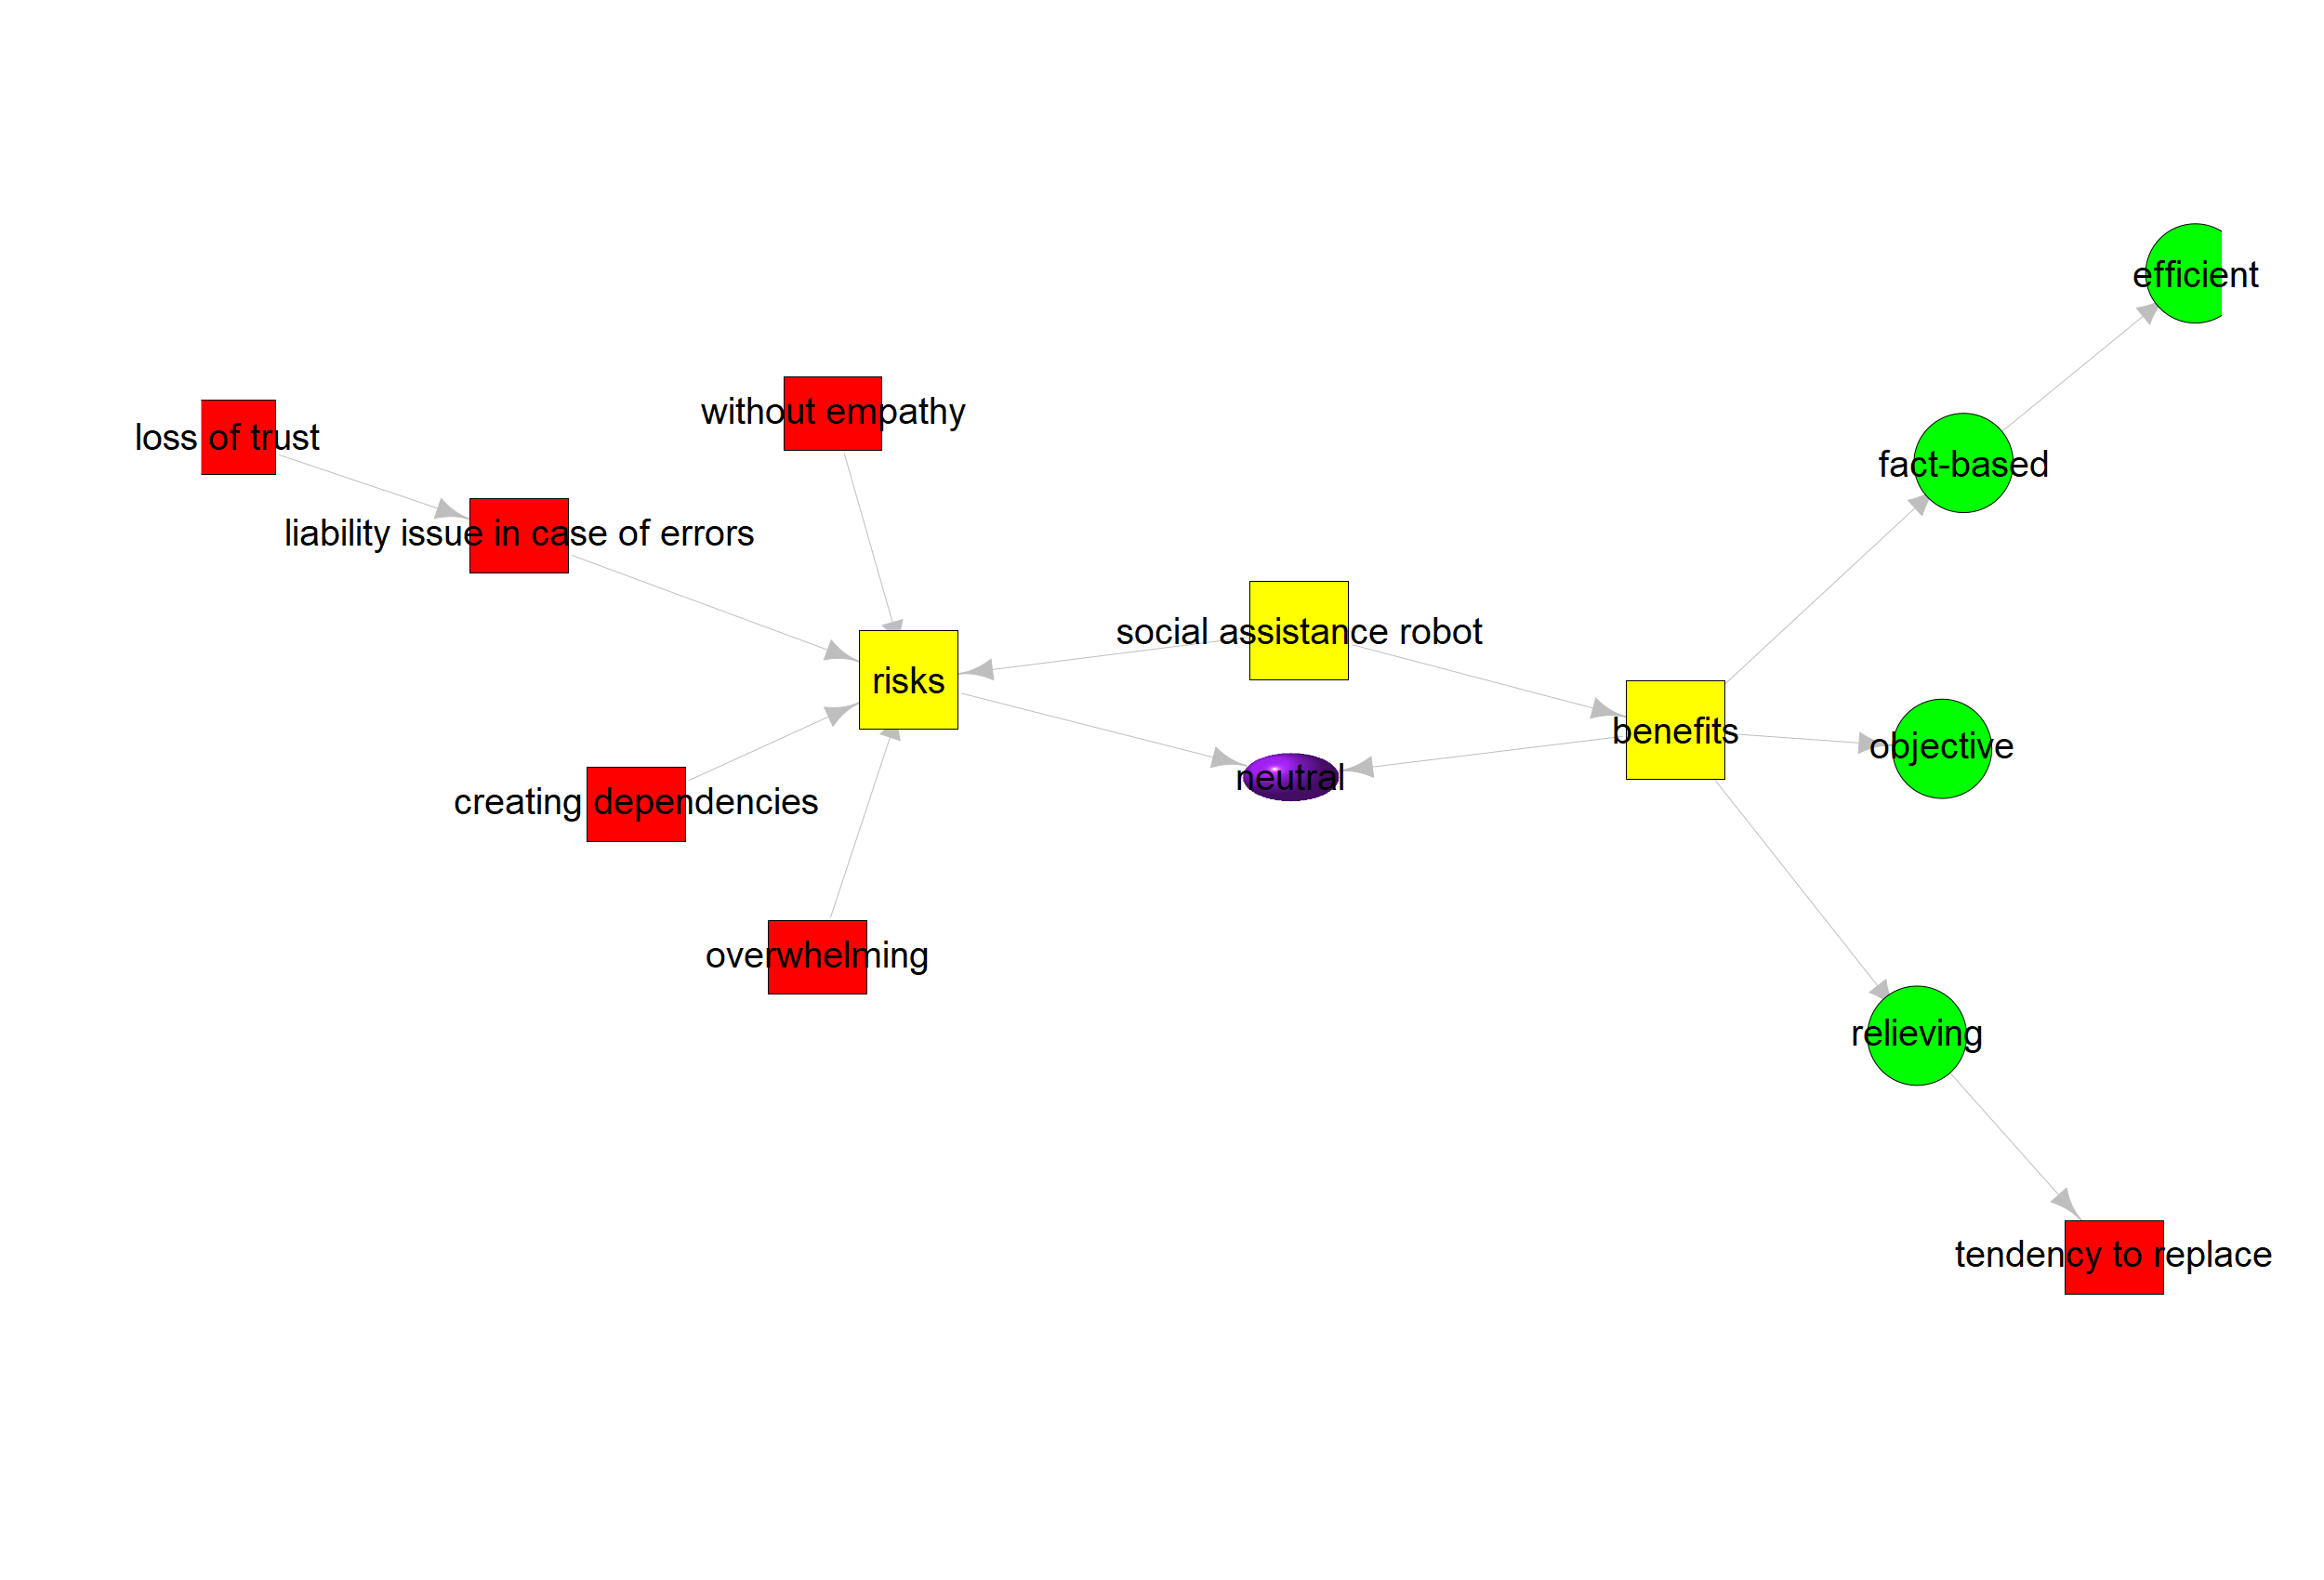 efficient
without empathy
loss of trust
fact-based
liability issue in case of errors
social assistance robot
risks
benefits
objective
neutral
creating dependencies
overwhelming
relieving
tendency to replace